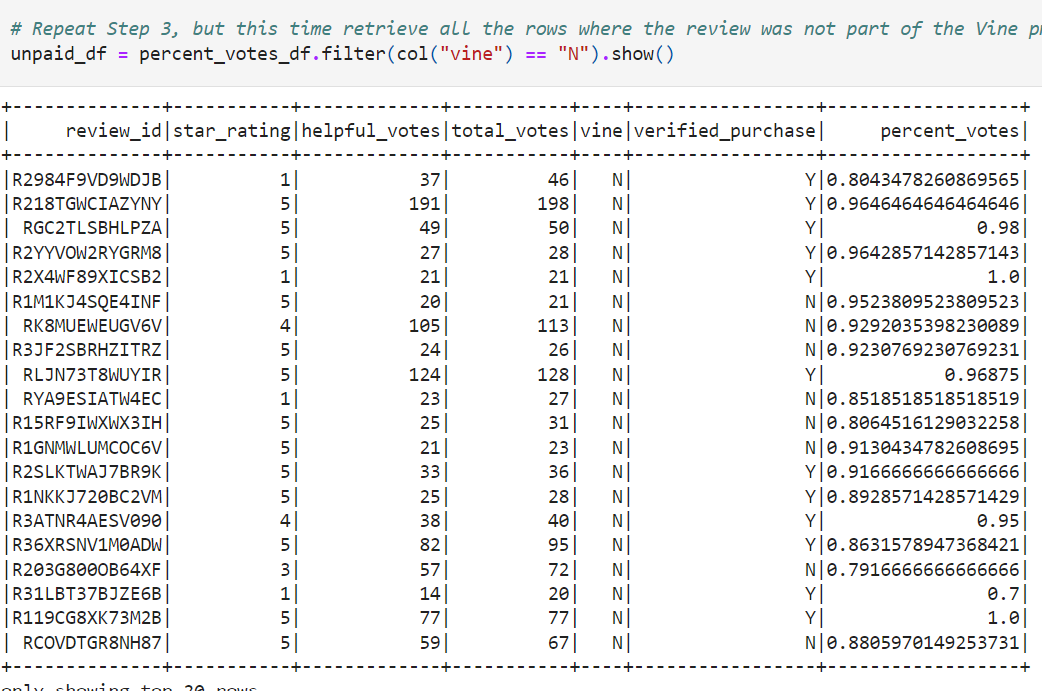 # Repeat Step 3, but this time retrieve all the rows where the review was not part of the Vine
unpaid_df = percent_votes_df.filter(col("vine") == "N").show()
+--------------+-----------+-------------+-----------+----+-----------------+------------------+
|     review_id|star_rating|helpful_votes|total_votes|vine|verified_purchase|     percent_votes|
+--------------+-----------+-------------+-----------+----+-----------------+------------------+
|R2984F9VD9WDJB|          1|           37|         46|   N|                Y|0.8043478260869565|
|R218TGWCIAZYNY|          5|          191|        198|   N|                Y|0.9646464646464646|
| RGC2TLSBHLPZA|          5|           49|         50|   N|                Y|              0.98|
|R2YYVOW2RYGRM8|          5|           27|         28|   N|                Y|0.9642857142857143|
|R2X4WF89XICSB2|          1|           21|         21|   N|                Y|               1.0|
|R1M1KJ4SQE4INF|          5|           20|         21|   N|                N|0.9523809523809523|
| RK8MUEWEUGV6V|          4|          105|        113|   N|                N|0.9292035398230089|
|R3JF2SBRHZITRZ|          5|           24|         26|   N|                N|0.9230769230769231|
| RLJN73T8WUYIR|          5|          124|        128|   N|                Y|           0.96875|
| RYA9ESIATW4EC|          1|           23|         27|   N|                N|0.8518518518518519|
|R15RF9IWXWX3IH|          5|           25|         31|   N|                N|0.8064516129032258|
|R1GNMWLUMCOC6V|          5|           21|         23|   N|                N|0.9130434782608695|
|R2SLKTWAJ7BR9K|          5|           33|         36|   N|                Y|0.9166666666666666|
|R1NKKJ720BC2VM|          5|           25|         28|   N|                Y|0.8928571428571429|
|R3ATNR4AESV090|          4|           38|         40|   N|                Y|              0.95|
|R36XRSNV1M0ADW|          5|           82|         95|   N|                Y|0.8631578947368421|
|R203G800OB64XF|          3|           57|         72|   N|                N|0.7916666666666666|
|R31LBT37BJZE6B|          1|           14|         20|   N|                Y|               0.7|
|R119CG8XK73M2B|          5|           77|         77|   N|                Y|               1.0|
| RCOVDTGR8NH87|          5|           59|         67|   N|                N|0.8805970149253731|
+--------------+-----------+-------------+-----------+----+-----------------+------------------+
only showing top 20 rows